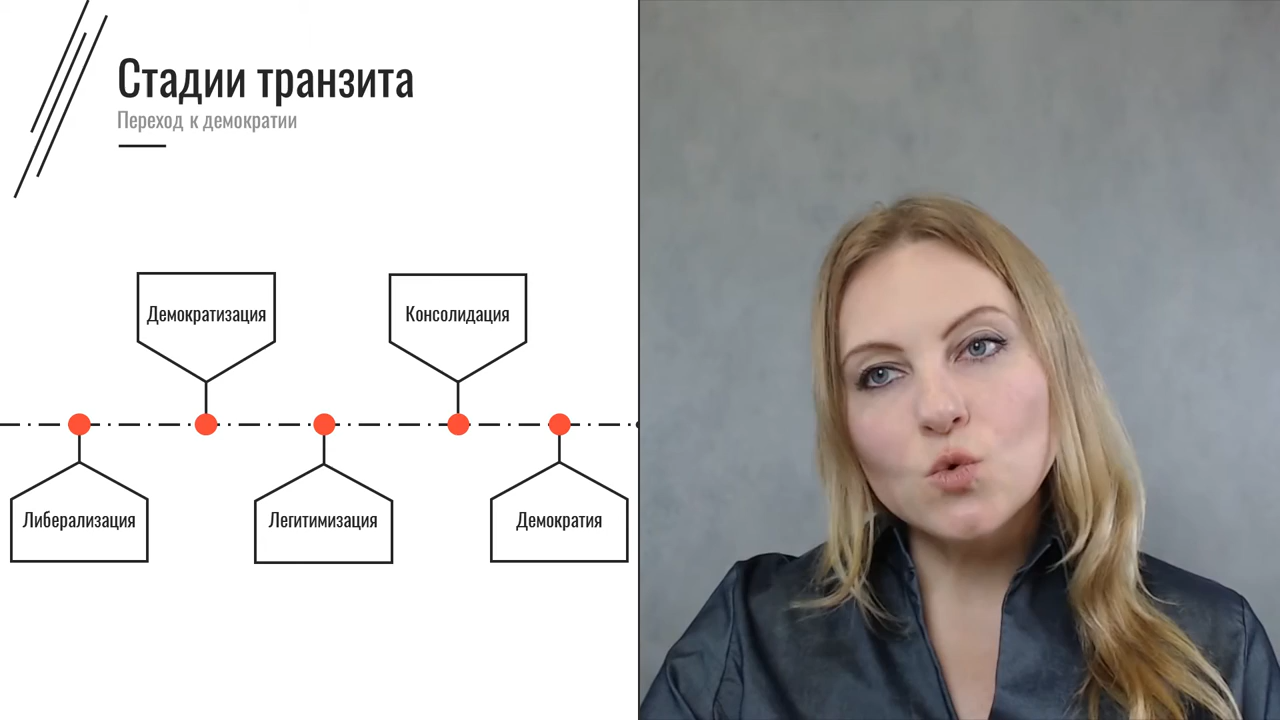 Стадии транзита
Переход к демократии
Демократизация
Консолидация
Либерализация
Легитимизация
Демократия